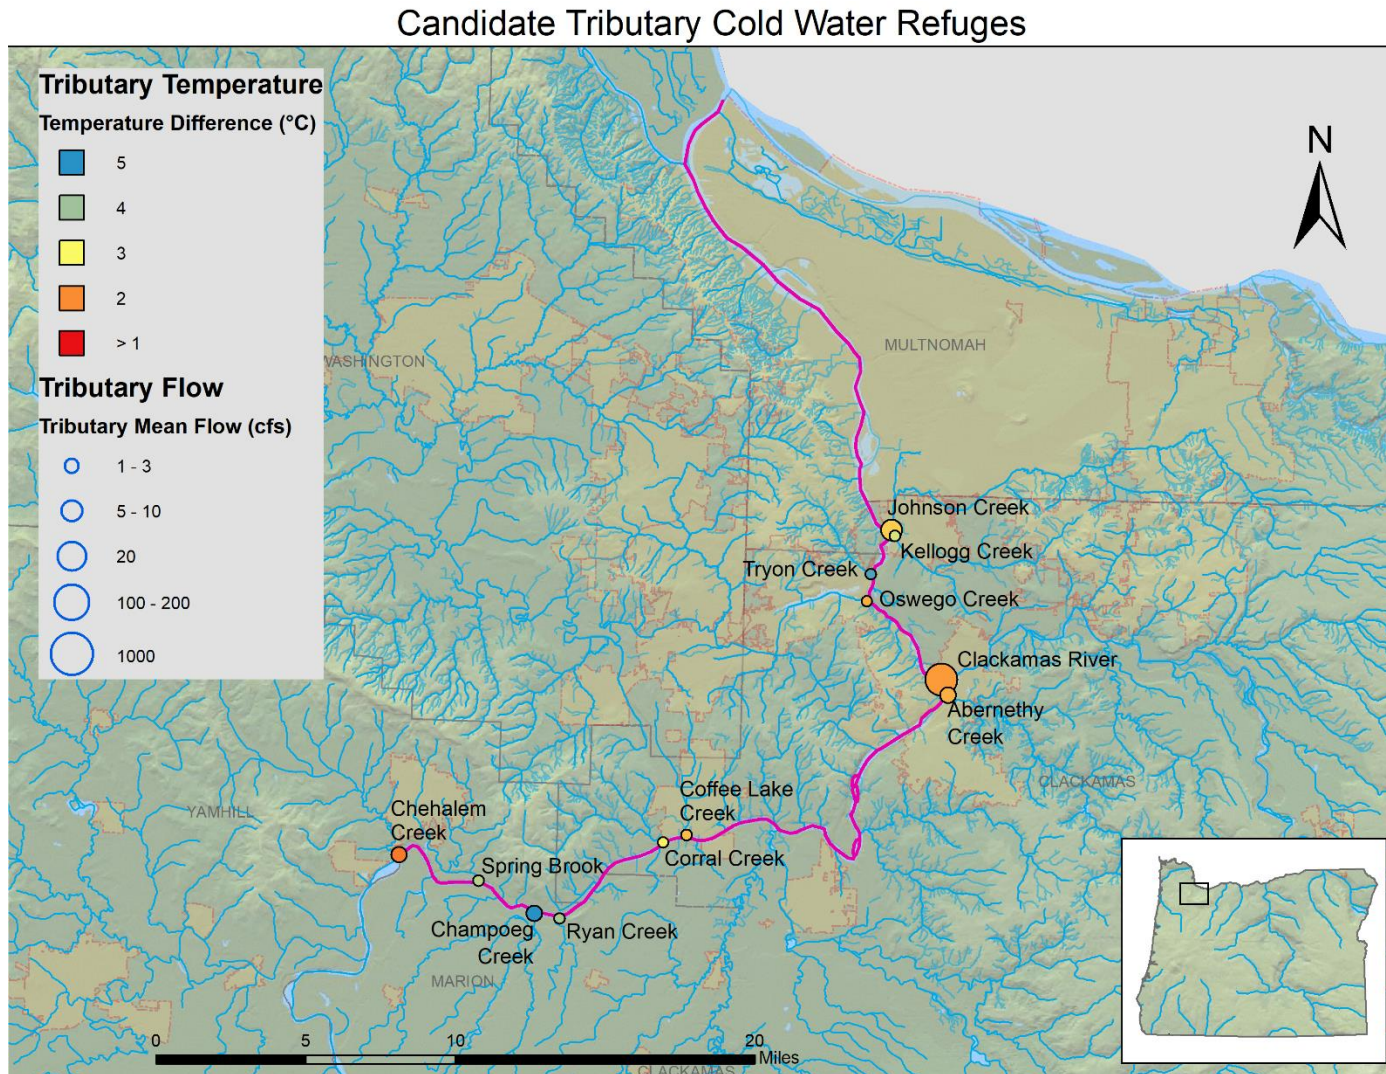 Candidate Tributary Cold Water Refuges
Tributary Temperature
Temperature Difference (°C)
5
4
3
2
> 1
Tributary Flow
Tributary Mean Flow (cfs)
1 - 3
5 - 10
20
100 - 200
1000
N
WASHINGTON
MULTNOMAH
Johnson Creek
Kellogg Creek
Tryon Creek
Oswego Creek
Clackamas River
Abernethy
Creek
CLACKAMAS
YAMHILL
Chehalem
Creek
Coffee Lake
Creek
Corral Creek
Spring Brook
Champoeg
Creek
Ryan Creek
MARION
0
5
10
20
Miles
CLACKAMAS